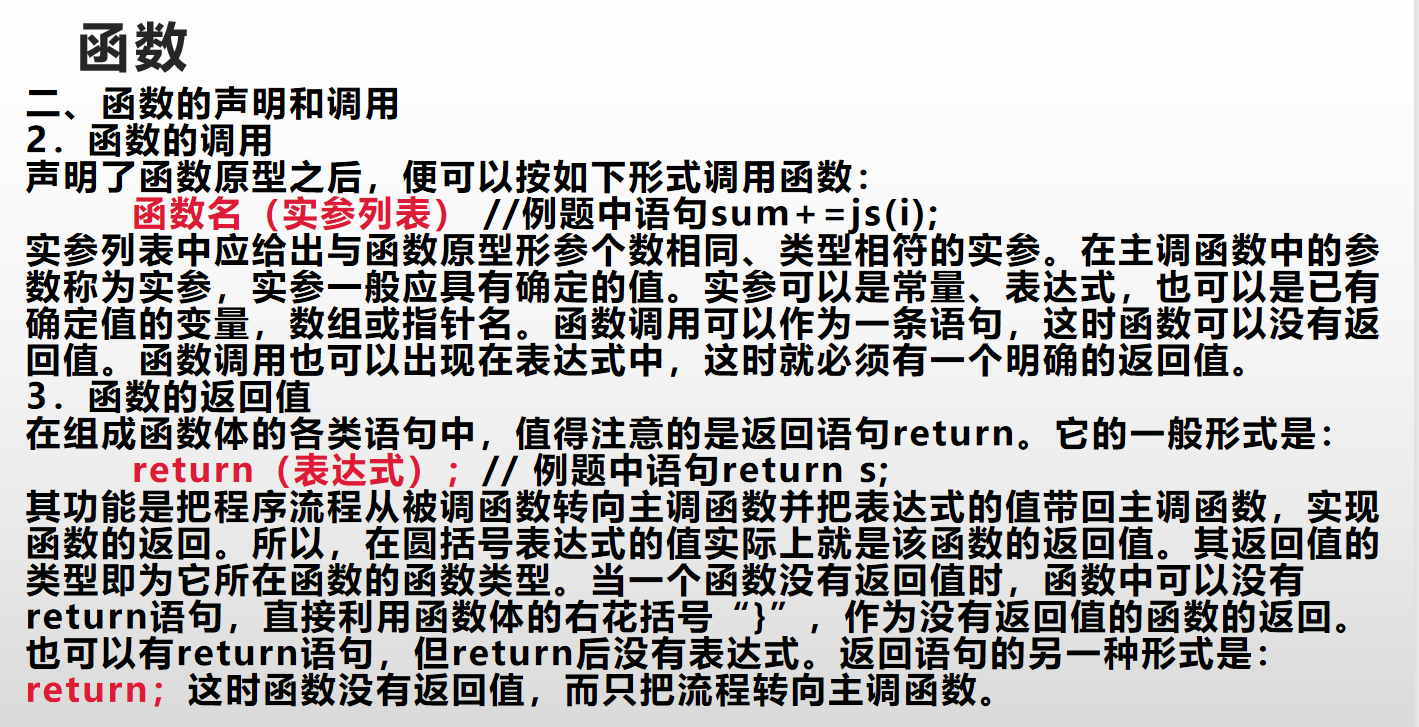 函数
二、函数的声明和调用
2．函数的调用
声明了函数原型之后，便可以按如下形式调用函数：
函数名（实参列表） //例题中语句sum+=js(i);
实参列表中应给出与函数原型形参个数相同、类型相符的实参。在主调函数中的参
数称为实参，实参一般应具有确定的值。实参可以是常量、表达式，也可以是已有
确定值的变量，数组或指针名。函数调用可以作为一条语句，这时函数可以没有返
回值。函数调用也可以出现在表达式中，这时就必须有一个明确的返回值。
3．函数的返回值
在组成函数体的各类语句中，值得注意的是返回语句return。它的一般形式是：
return（表达式）；// 例题中语句return s;
其功能是把程序流程从被调函数转向主调函数并把表达式的值带回主调函数，实现
函数的返回。所以，在圆括号表达式的值实际上就是该函数的返回值。其返回值的
类型即为它所在函数的函数类型。当一个函数没有返回值时，函数中可以没有
return语句，直接利用函数体的右花括号“}”，作为没有返回值的函数的返回。
也可以有return语句，但return后没有表达式。返回语句的另一种形式是：
return；这时函数没有返回值，而只把流程转向主调函数。